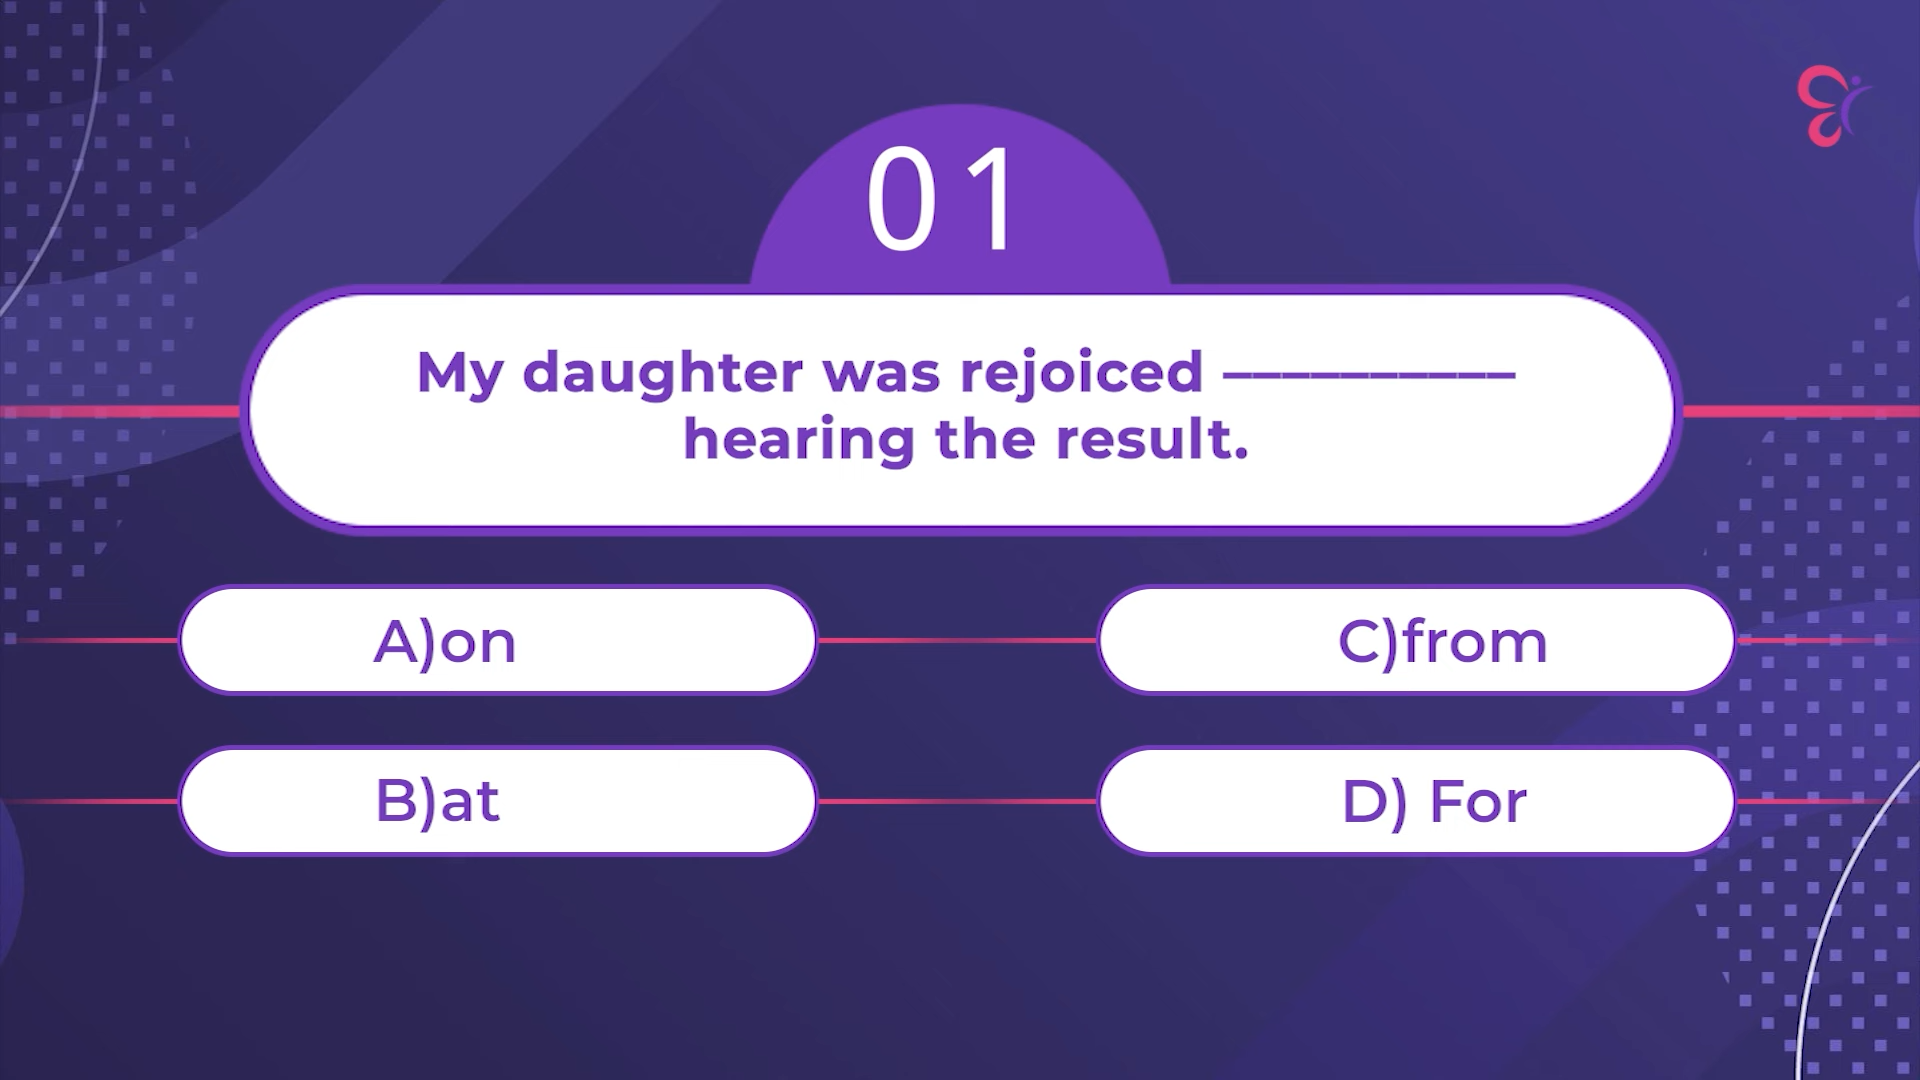 01
My daughter was rejoiced ——————————
hearing the result.
A)on
B)at
C)from
D) For